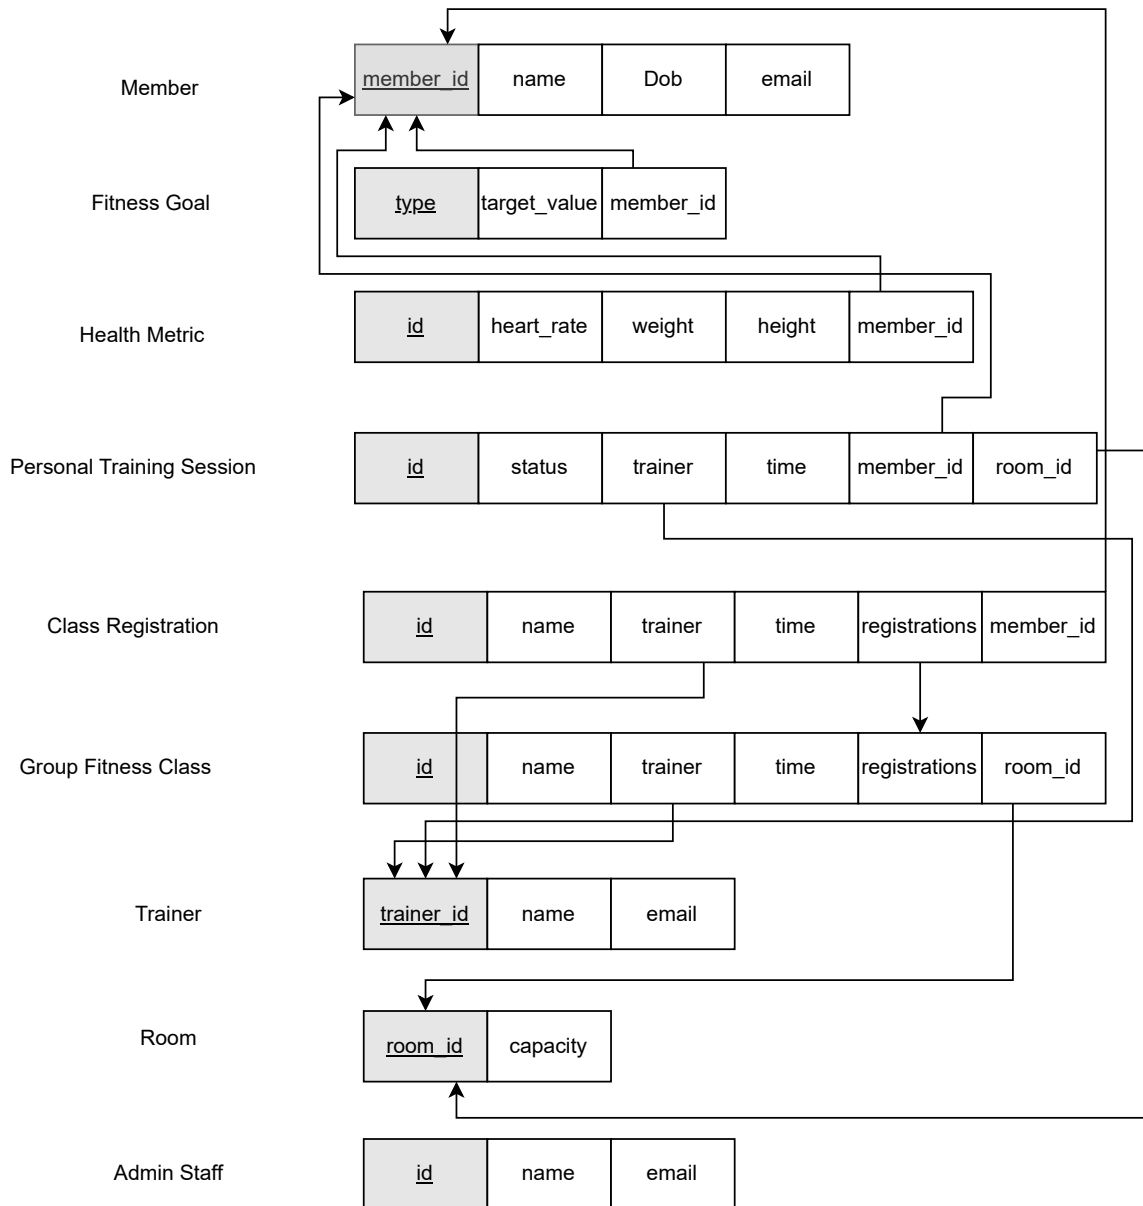 Member
member_id name Dob email
Fitness Goal
type target_value member_id
Health Metric
id heart_rate weight height member_id
Personal Training Session
id status trainer time member_id room_id
Class Registration
id name trainer time registrations member_id
Group Fitness Class
id name trainer time registrations room_id
Trainer
trainer_id name email
Room
room_id capacity
Admin Staff
id name email